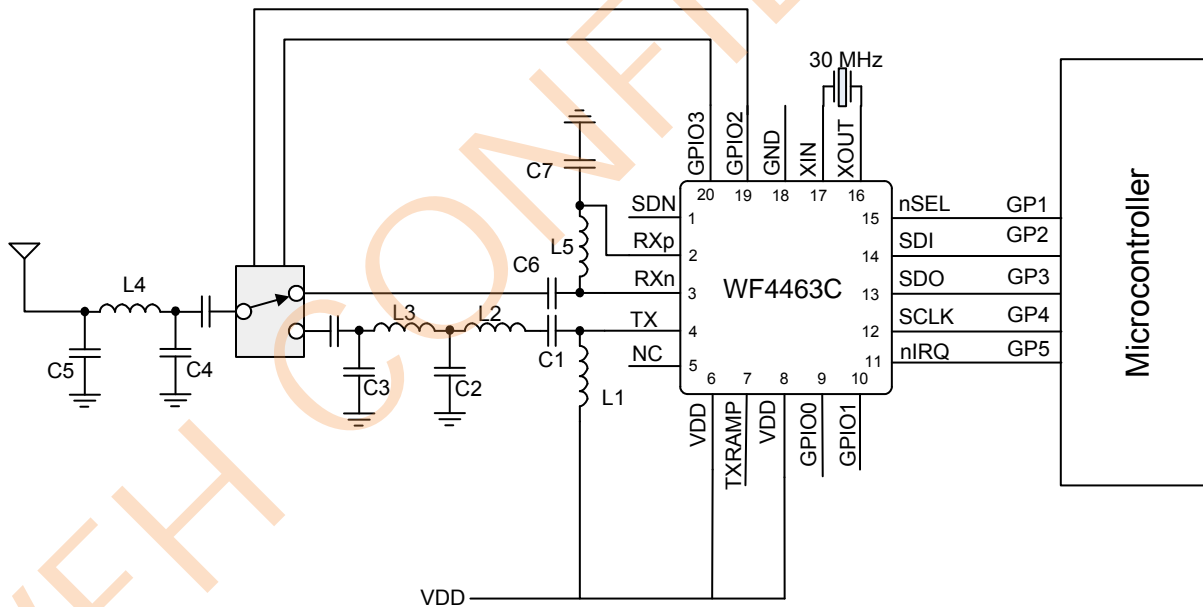 30 MHz
GPIO3
GPIO2
GND
XIN
XOUT
20
19
18
17
16
C7
SDN
1
RXp
2
L5
C6
RXn
3
TX
4
NC
5
C1
L1
L2
L3
L4
C5
C4
C3
C2
WF4463C
nSEL
15
GP1
SDI
14
GP2
SDO
13
GP3
SCLK
12
GP4
nIRQ
11
GP5
Microcontroller
6
7
8
9
10
VDD
TXRAMP
VDD
GPIO0
GPIO1
VDD